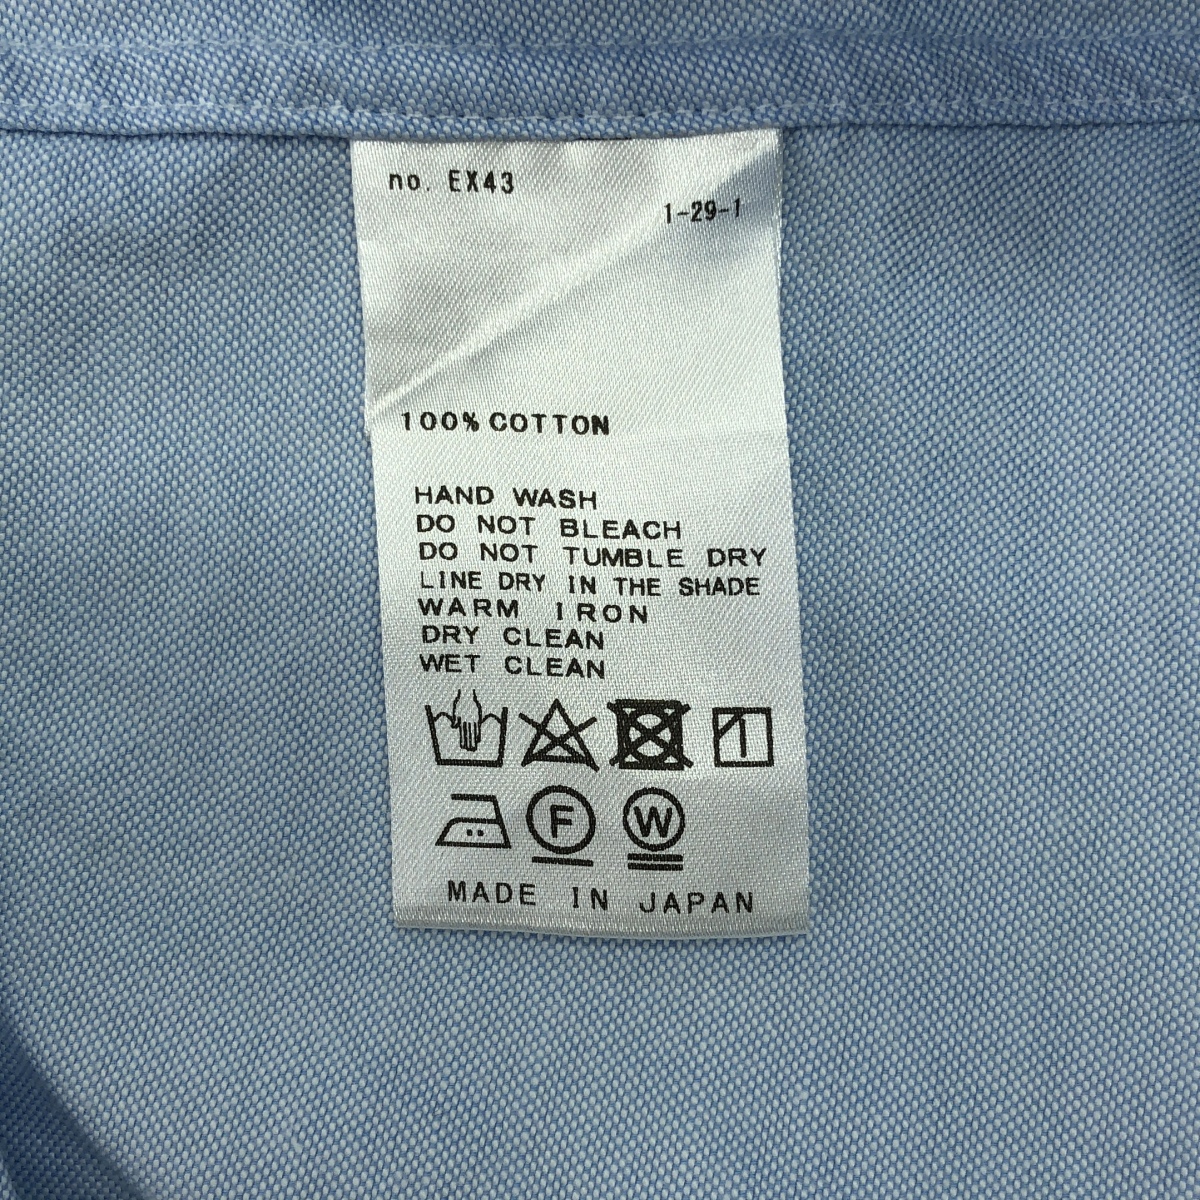 no. EX43
1-29-1
100% COTTON
HAND WASH
DO NOT BLEACH
DO NOT TUMBLE DRY
LINE DRY IN THE SHADE
WARM IRON
DRY CLEAN
WET CLEAN
F W
MADE IN JAPAN